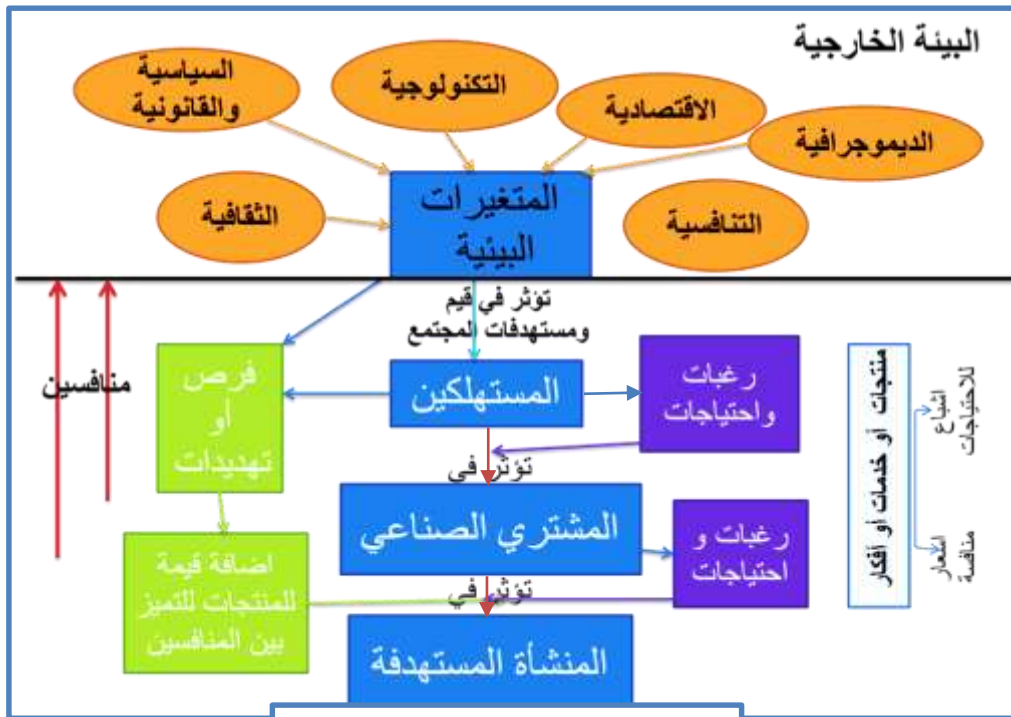 البيئة الخارجية
السياسية
والقانونية
التكنولوجية
الاقتصادية
الديموجرافية
الثقافية
المتغيرات
البيئية
التنافسية
تؤثر في قيم
ومستهدفات المجتمع
منافسين
فرص
أو
تهديدات
المستهلكين
رغبات
واحتياجات
تؤثر في
المشتري الصناعي
رغبات و
احتياجات
اضافة قيمة
للمنتجات للتميز
بين المنافسين
تؤثر في
المنشأة المستهدفة
منتجات أو خدمات أو أفكار
اشباع
للاحتياجات
اسعار
منافسة